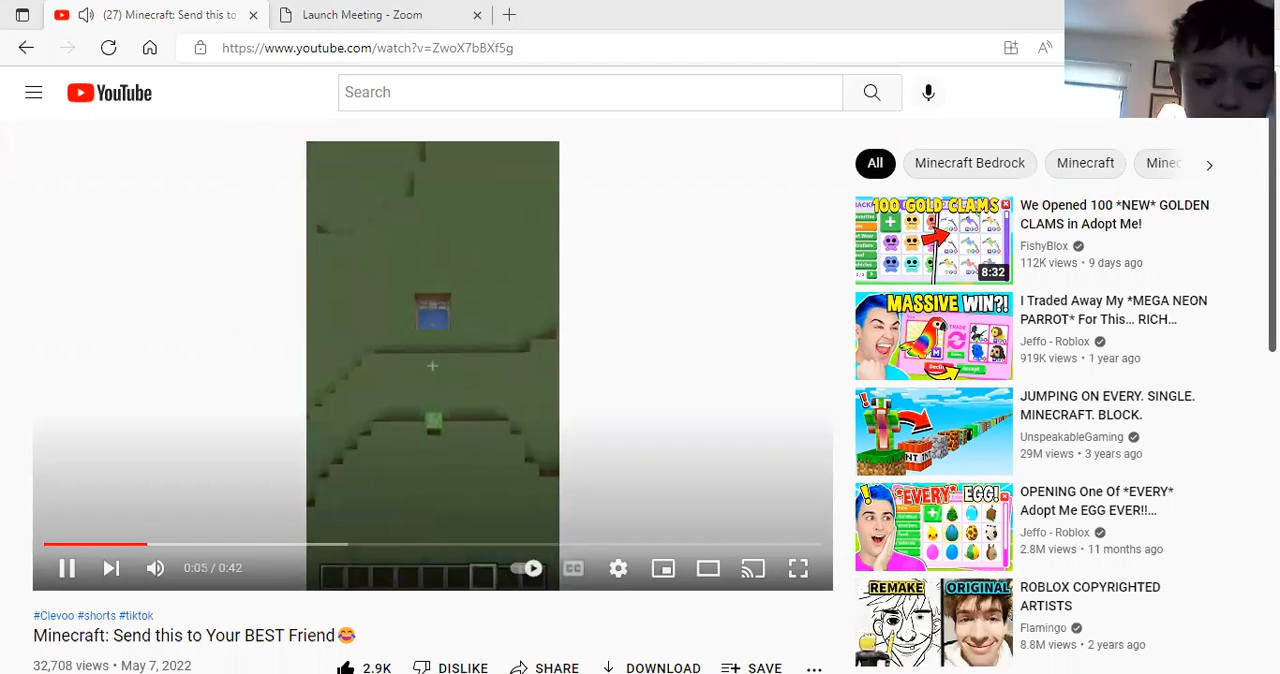 (27) Minecraft: Send this to
Launch Meeting - Zoom
https://www.youtube.com/watch?v=ZwoX7bBXf5g
YouTube
Search
All
Minecraft Bedrock
Minecraft
Minec
100 GOLD CLAMS
8:32
We Opened 100 *NEW* GOLDEN
CLAMS in Adopt Me!
FishyBlox
112K views • 9 days ago
MASSIVE WIN?!
TRADE
I Traded Away My *MEGA NEON
PARROT* For This... RICH...
Jeffo - Roblox
919K views • 1 year ago
TNT
JUMPING ON EVERY. SINGLE.
MINECRAFT. BLOCK.
UnspeakableGaming
29M views • 3 years ago
*EVERY* EGG!
OPENING One Of *EVERY*
Adopt Me EGG EVER!!...
Jeffo - Roblox
2.8M views • 11 months ago
REMAKE
ORIGINAL
ROBLOX COPYRIGHTED
ARTISTS
Flamingo
8.8M views • 2 years ago
0:05 / 0:42
CC
#Clevoo #shorts #tiktok
Minecraft: Send this to Your BEST Friend😂
32,708 views • May 7, 2022
2.9K
DISLIKE
SHARE
DOWNLOAD
SAVE